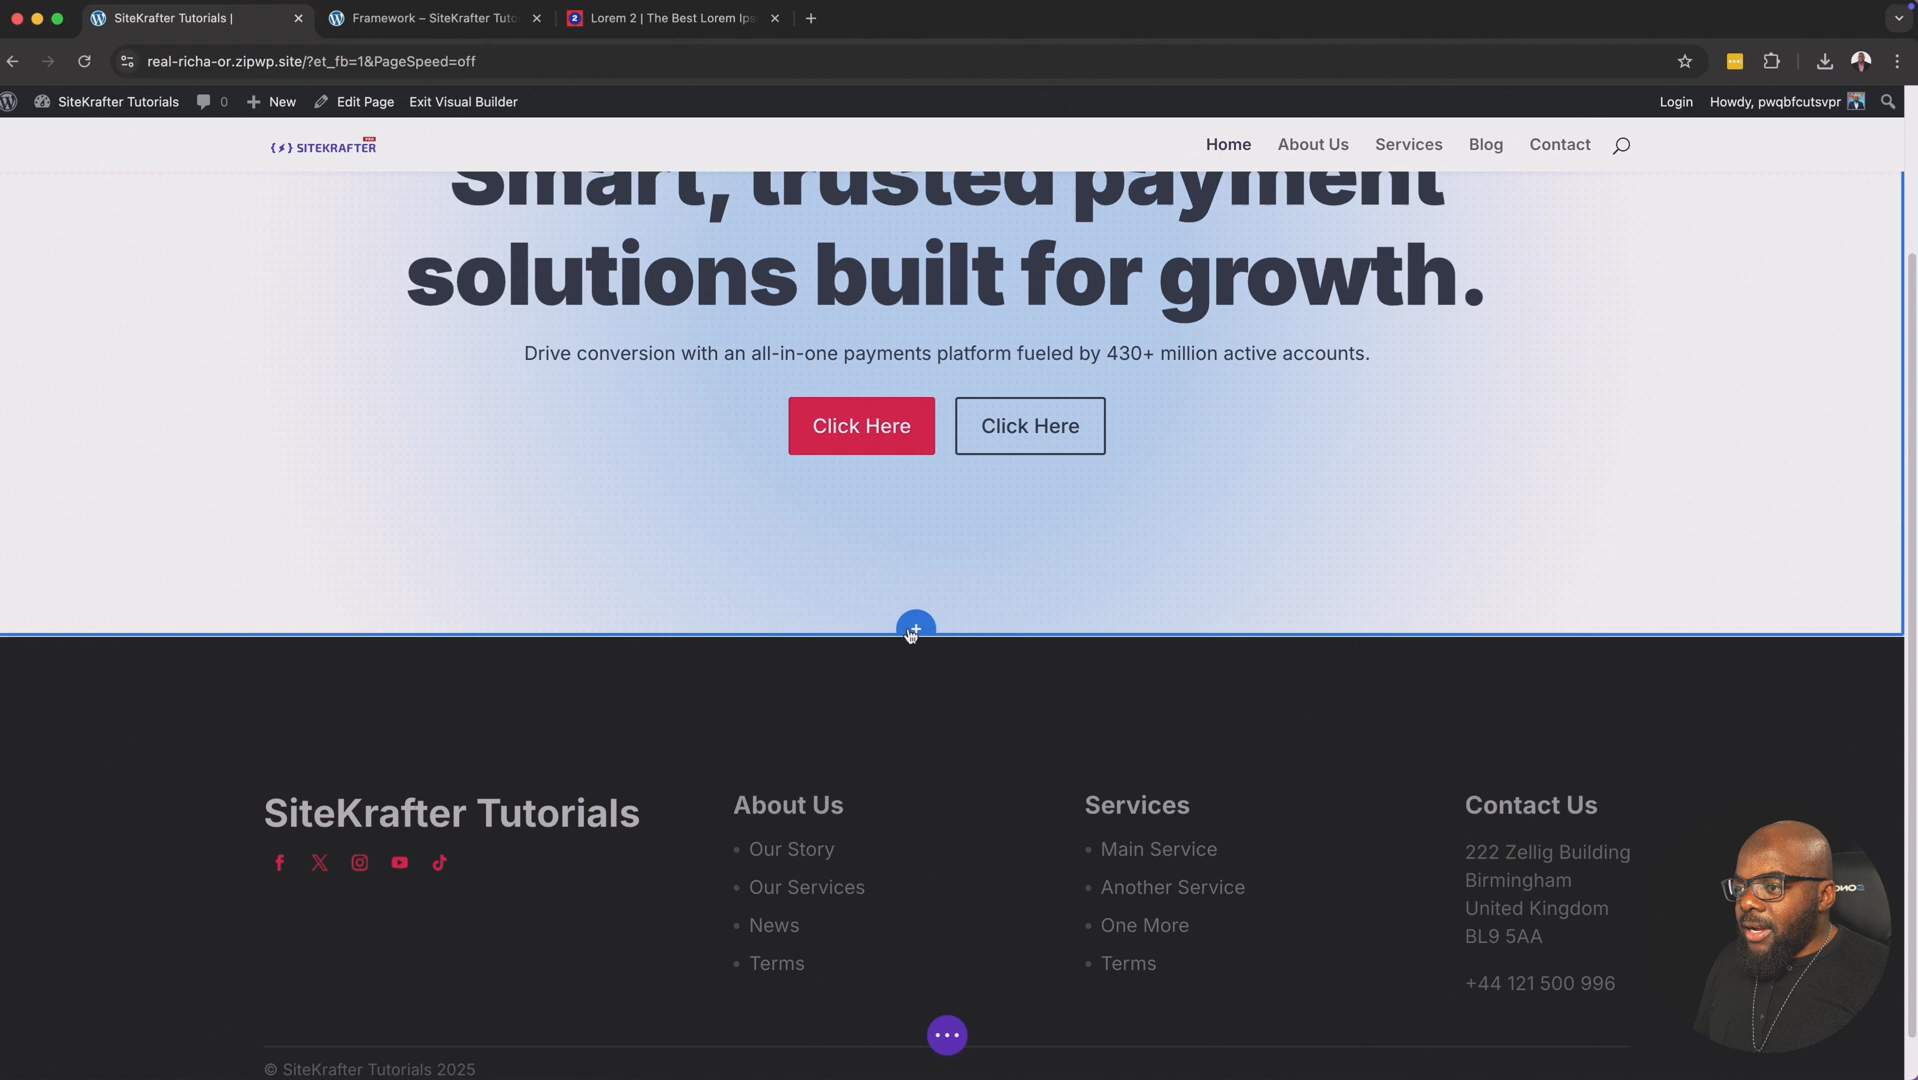 SiteKrafter Tutorials |
Framework – SiteKrafter Tuto
Lorem 2 | The Best Lorem Ips
real-richa-or.zipwp.site/?et_fb=1&PageSpeed=off
SiteKrafter Tutorials 0 New Edit Page Exit Visual Builder
Login Howdy, pwqbfcutsvpr
{⚡} SITEKRAFTER
Home About Us Services Blog Contact
Smart, trusted payment
solutions built for growth.
Drive conversion with an all-in-one payments platform fueled by 430+ million active accounts.
Click Here
Click Here
SiteKrafter Tutorials
About Us
• Our Story
• Our Services
• News
• Terms
Services
• Main Service
• Another Service
• One More
• Terms
Contact Us
222 Zellig Building
Birmingham
United Kingdom
BL9 5AA
+44 121 500 996
© SiteKrafter Tutorials 2025